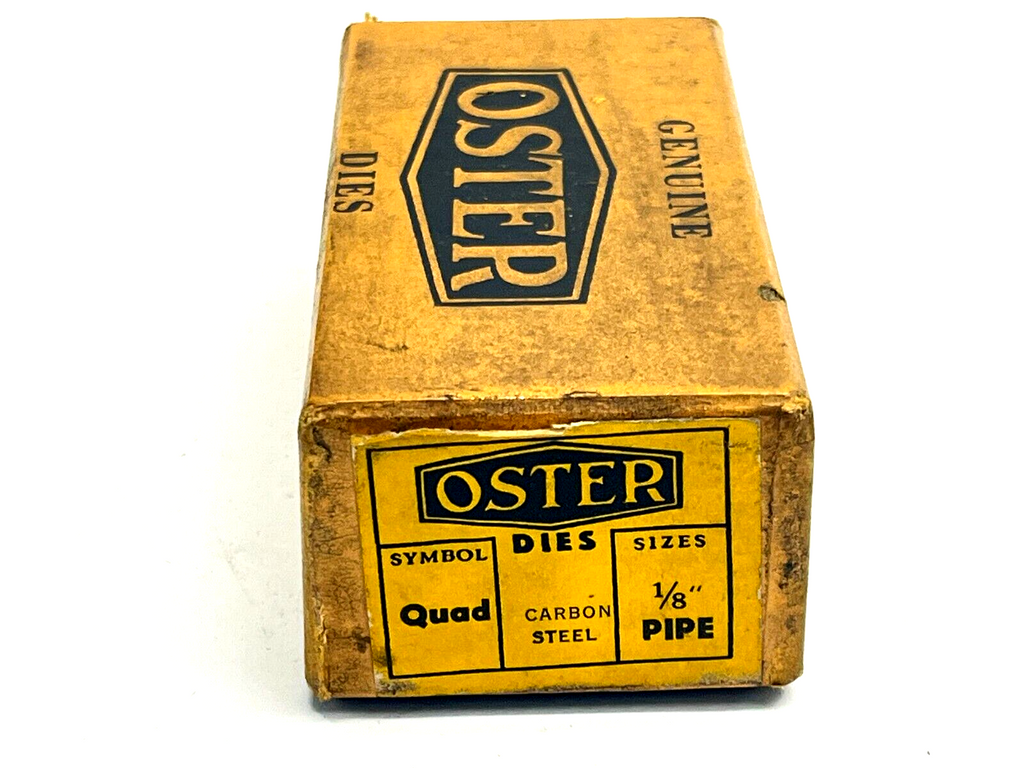 GENUINE
OSTER
DIES
OSTER
DIES
SYMBOL
Quad
CARBON
STEEL
SIZES
1/8"
PIPE